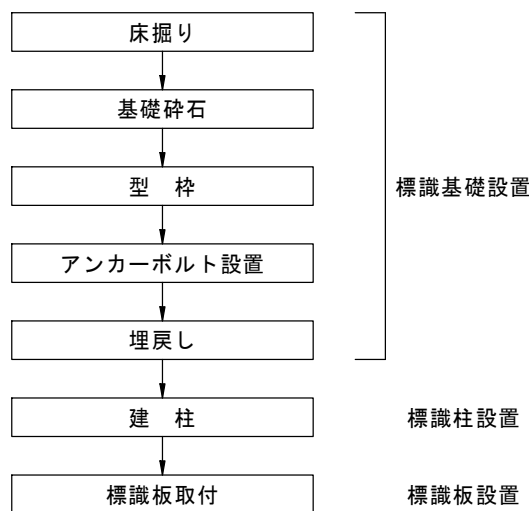 床掘り
基礎砕石
型　枠
標識基礎設置
アンカーボルト設置
埋戻し
建　柱
標識柱設置
標識板取付
標識板設置